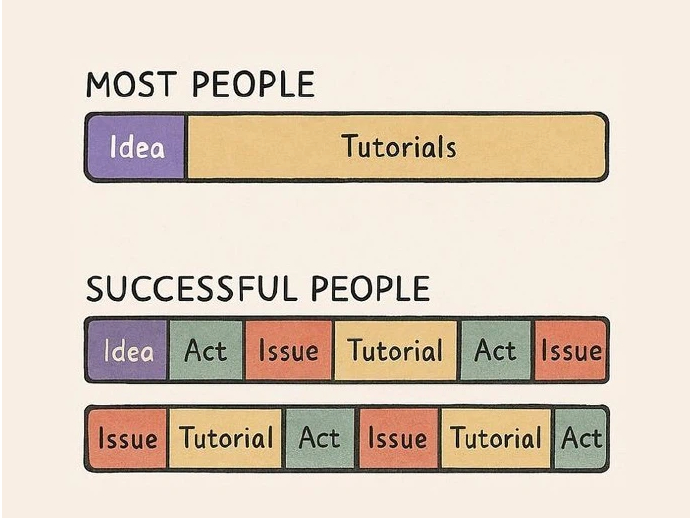 MOST PEOPLE
Idea Tutorials
SUCCESSFUL PEOPLE
Idea Act Issue Tutorial Act Issue
Issue Tutorial Act Issue Tutorial Act